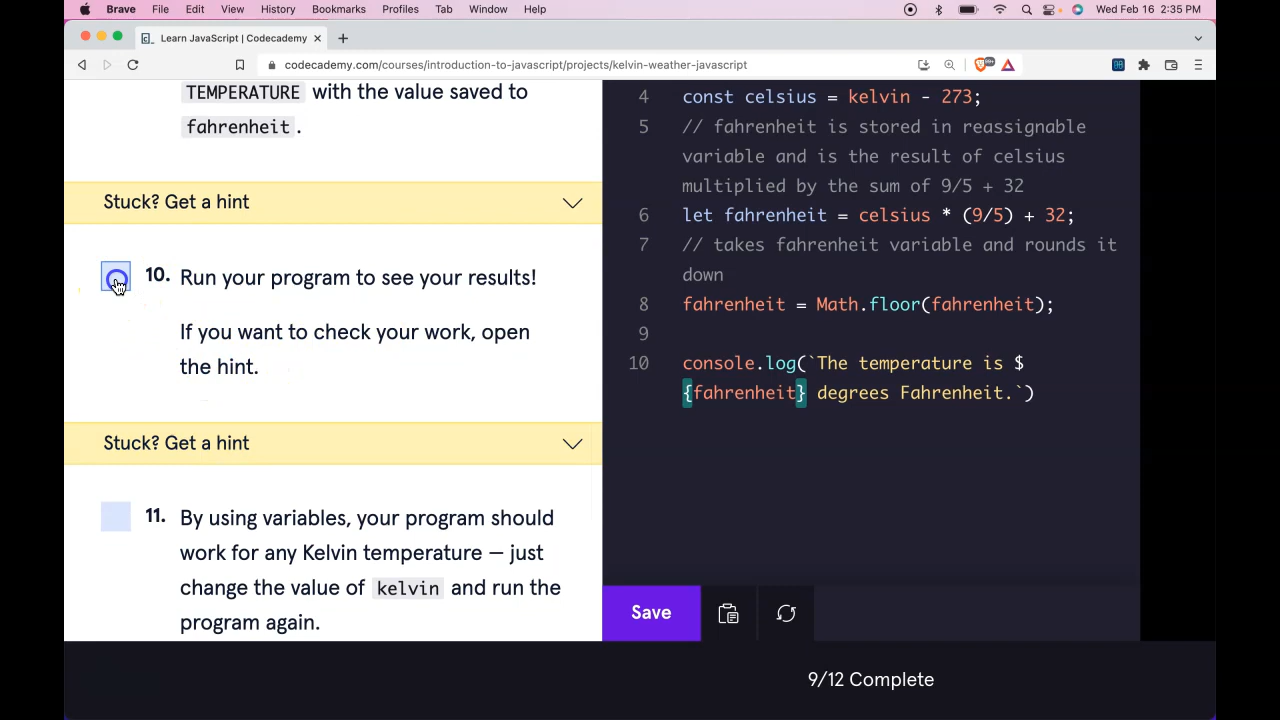 Brave File Edit View History Bookmarks Profiles Tab Window Help Wed Feb 16 2:35 PM
Learn JavaScript | Codecademy
codecademy.com/courses/introduction-to-javascript/projects/kelvin-weather-javascript
TEMPERATURE with the value saved to
fahrenheit.
Stuck? Get a hint
10. Run your program to see your results!
If you want to check your work, open
the hint.
Stuck? Get a hint
11. By using variables, your program should
work for any Kelvin temperature — just
change the value of kelvin and run the
program again.
4 const celsius = kelvin - 273;
5 // fahrenheit is stored in reassignable
variable and is the result of celsius
multiplied by the sum of 9/5 + 32
6 let fahrenheit = celsius * (9/5) + 32;
7 // takes fahrenheit variable and rounds it
down
8 fahrenheit = Math.floor(fahrenheit);
9
10 console.log(`The temperature is $
{fahrenheit} degrees Fahrenheit.`)
Save
9/12 Complete